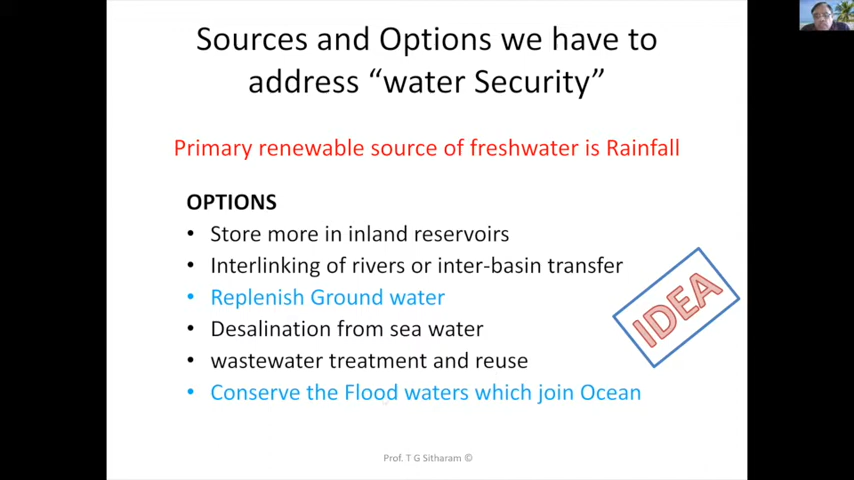 Sources and Options we have to
address “water Security”
Primary renewable source of freshwater is Rainfall
OPTIONS
• Store more in inland reservoirs
• Interlinking of rivers or inter-basin transfer
• Replenish Ground water
• Desalination from sea water
• wastewater treatment and reuse
• Conserve the Flood waters which join Ocean
IDEA
Prof. T G Sitharam ©